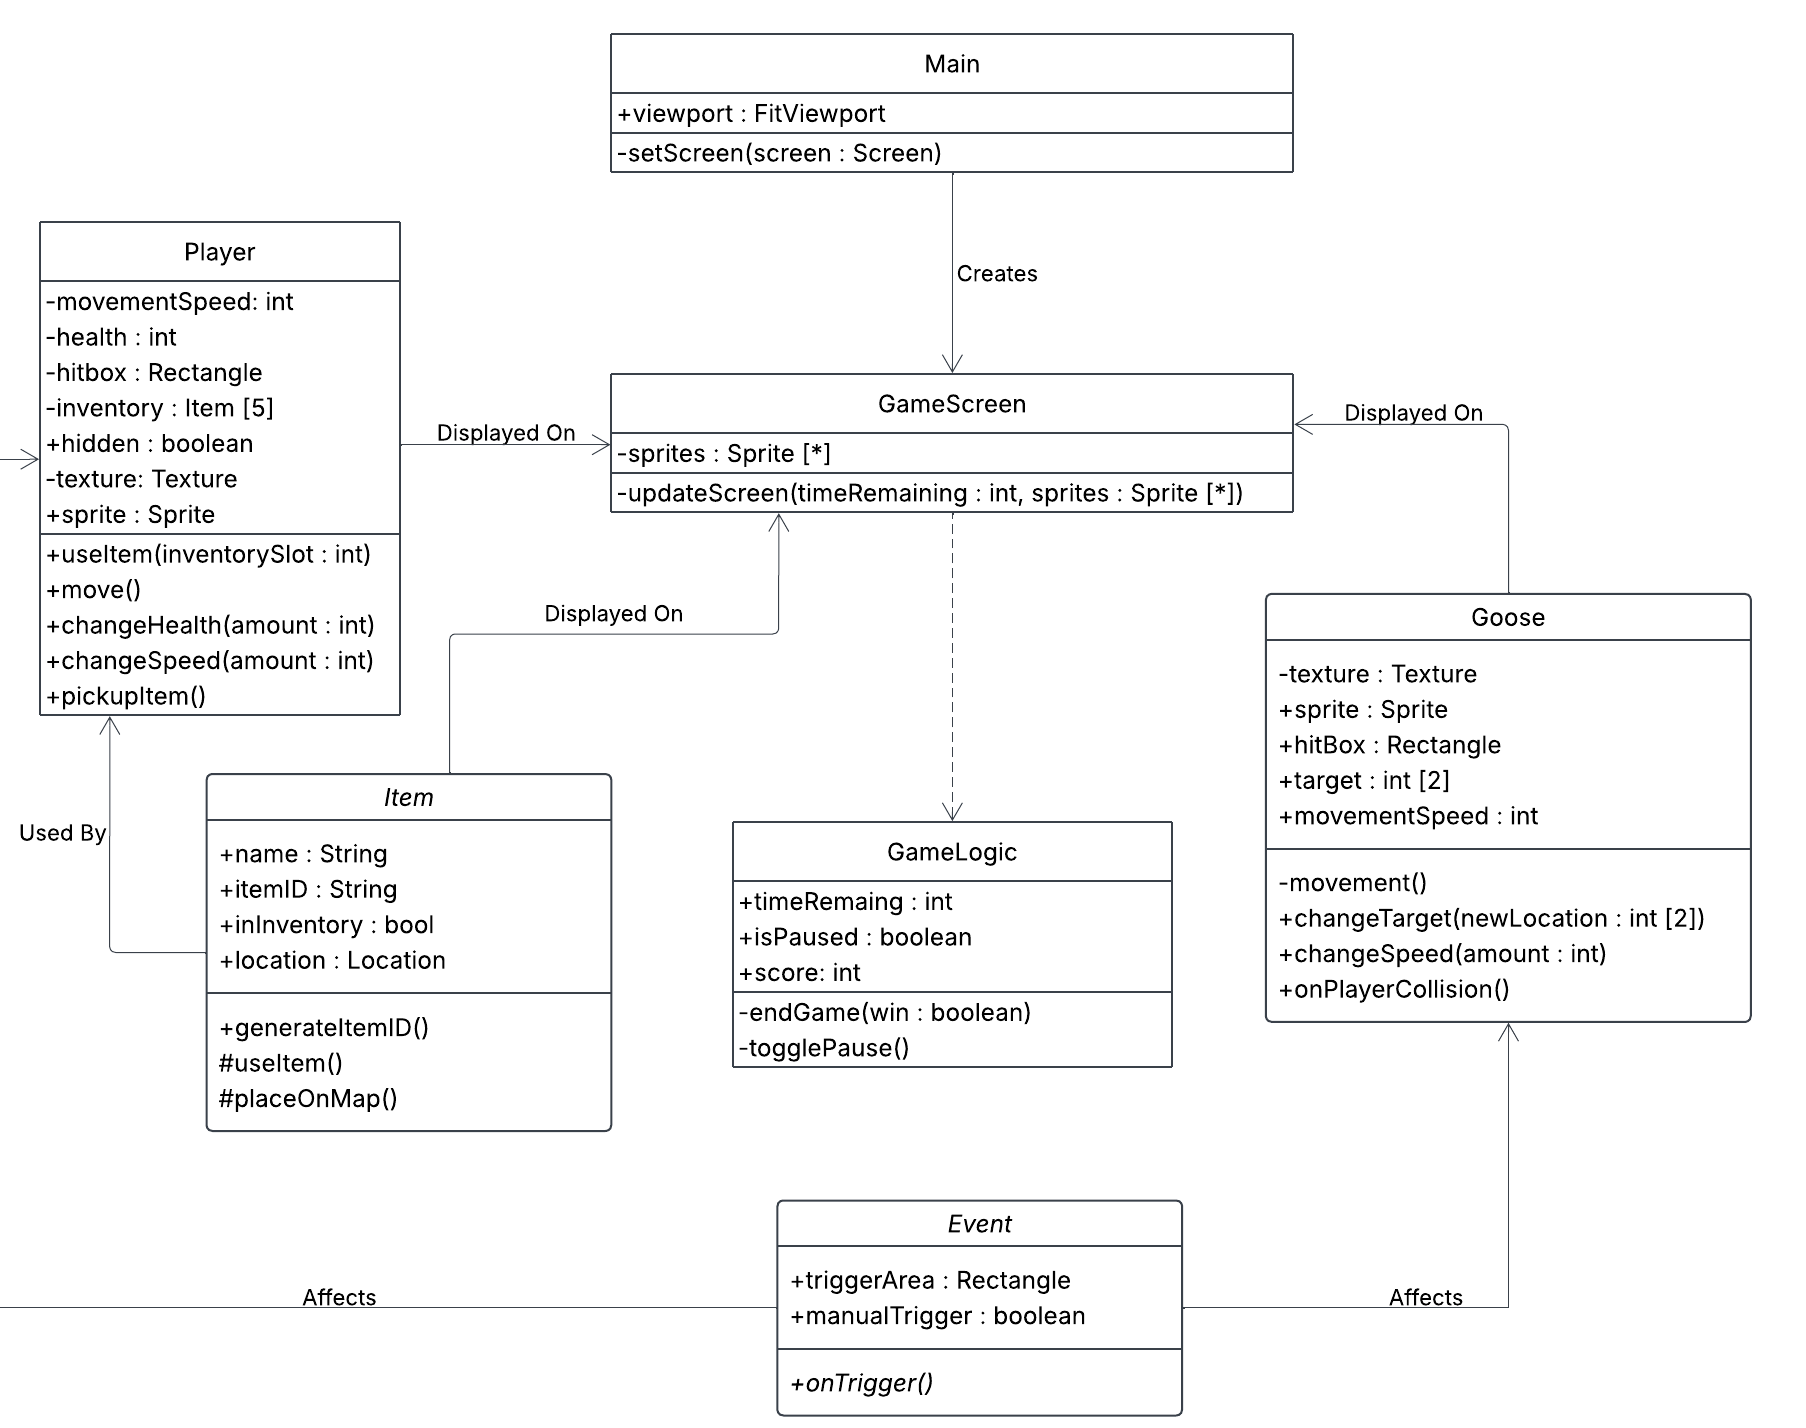 Main
+viewport : FitViewport
-setScreen(screen : Screen)
Creates
Player
-movementSpeed: int
-health : int
-hitbox : Rectangle
-inventory : Item [5]
+hidden : boolean
-texture: Texture
+sprite : Sprite
+useItem(inventorySlot : int)
+move()
+changeHealth(amount : int)
+changeSpeed(amount : int)
+pickupItem()
Displayed On
GameScreen
-sprites : Sprite [*]
-updateScreen(timeRemaining : int, sprites : Sprite [*])
Displayed On
Displayed On
Goose
-texture : Texture
+sprite : Sprite
+hitBox : Rectangle
+target : int [2]
+movementSpeed : int
-movement()
+changeTarget(newLocation : int [2])
+changeSpeed(amount : int)
+onPlayerCollision()
Used By
Item
+name : String
+itemID : String
+inInventory : bool
+location : Location
+generateItemID()
#useItem()
#placeOnMap()
GameLogic
+timeRemaing : int
+isPaused : boolean
+score: int
-endGame(win : boolean)
-togglePause()
Affects
Event
+triggerArea : Rectangle
+manualTrigger : boolean
+onTrigger()
Affects